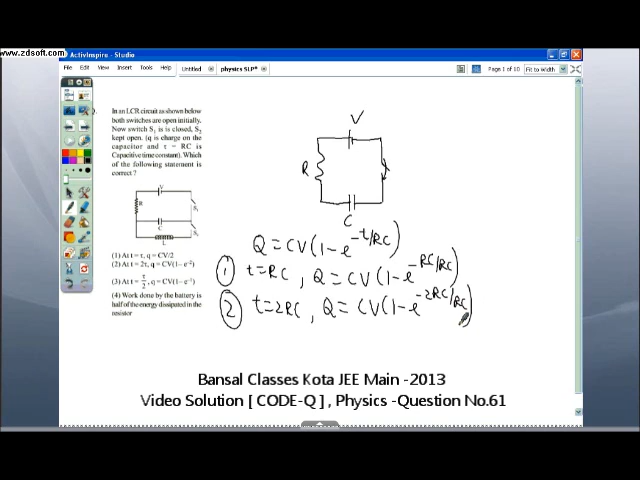 www.zdsoft.com
ActivInspire - Studio
File Edit View Insert Tools Help
Untitled
physics SLP*
Page 1 of 10
Fit to width
In an LCR circuit as shown below
both switches are open initially.
Now switch S₁ is is closed, S₂
kept open. (q is charge on the
capacitor and τ = RC is
Capacitive time constant). Which
of the following statement is
correct ?
V
R
S₁
C
S₂
L
(1) At t = τ, q = CV/2
(2) At t = 2τ, q = CV(1– e⁻²)
(3) At t = τ/2, q = CV(1– e⁻¹)
(4) Work done by the battery is
half of the energy dissipated in the
resistor
V
R
C
Q = CV(1 - e^-t/RC)
1 t=RC, Q = CV(1-e^-RC/RC)
2 t=2RC, Q = CV(1-e^-2RC/RC)
Bansal Classes Kota JEE Main -2013
Video Solution [ CODE-Q ] , Physics -Question No.61